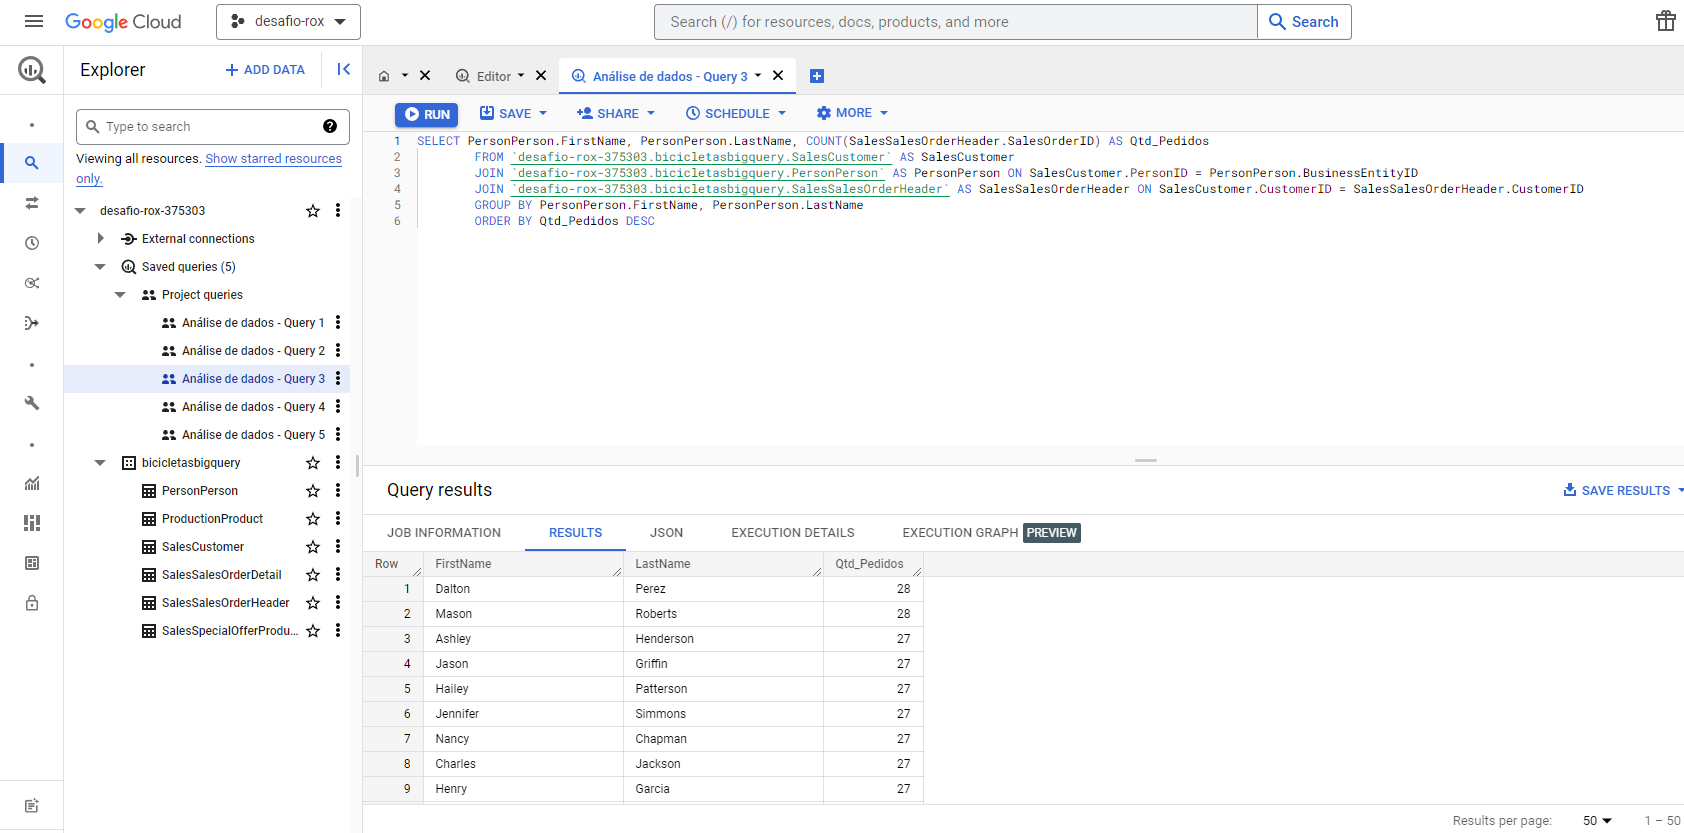 Google Cloud
desafio-rox
Search (/) for resources, docs, products, and more
Search
Explorer
ADD DATA
Editor
Análise de dados - Query 3
Type to search
Viewing all resources. Show starred resources
only.
RUN
SAVE
SHARE
SCHEDULE
MORE
desafio-rox-375303
External connections
Saved queries (5)
Project queries
Análise de dados - Query 1
Análise de dados - Query 2
Análise de dados - Query 3
Análise de dados - Query 4
Análise de dados - Query 5
bicicletasbigquery
PersonPerson
ProductionProduct
SalesCustomer
SalesSalesOrderDetail
SalesSalesOrderHeader
SalesSpecialOfferProdu...
1 SELECT PersonPerson.FirstName, PersonPerson.LastName, COUNT(SalesSalesOrderHeader.SalesOrderID) AS Qtd_Pedidos
2 FROM `desafio-rox-375303.bicicletasbigquery.SalesCustomer` AS SalesCustomer
3 JOIN `desafio-rox-375303.bicicletasbigquery.PersonPerson` AS PersonPerson ON SalesCustomer.PersonID = PersonPerson.BusinessEntityID
4 JOIN `desafio-rox-375303.bicicletasbigquery.SalesSalesOrderHeader` AS SalesSalesOrderHeader ON SalesCustomer.CustomerID = SalesSalesOrderHeader.CustomerID
5 GROUP BY PersonPerson.FirstName, PersonPerson.LastName
6 ORDER BY Qtd_Pedidos DESC
Query results
SAVE RESULTS
JOB INFORMATION RESULTS JSON EXECUTION DETAILS EXECUTION GRAPH PREVIEW
Row FirstName LastName Qtd_Pedidos
1 Dalton Perez 28
2 Mason Roberts 28
3 Ashley Henderson 27
4 Jason Griffin 27
5 Hailey Patterson 27
6 Jennifer Simmons 27
7 Nancy Chapman 27
8 Charles Jackson 27
9 Henry Garcia 27
Results per page: 50 1 – 50